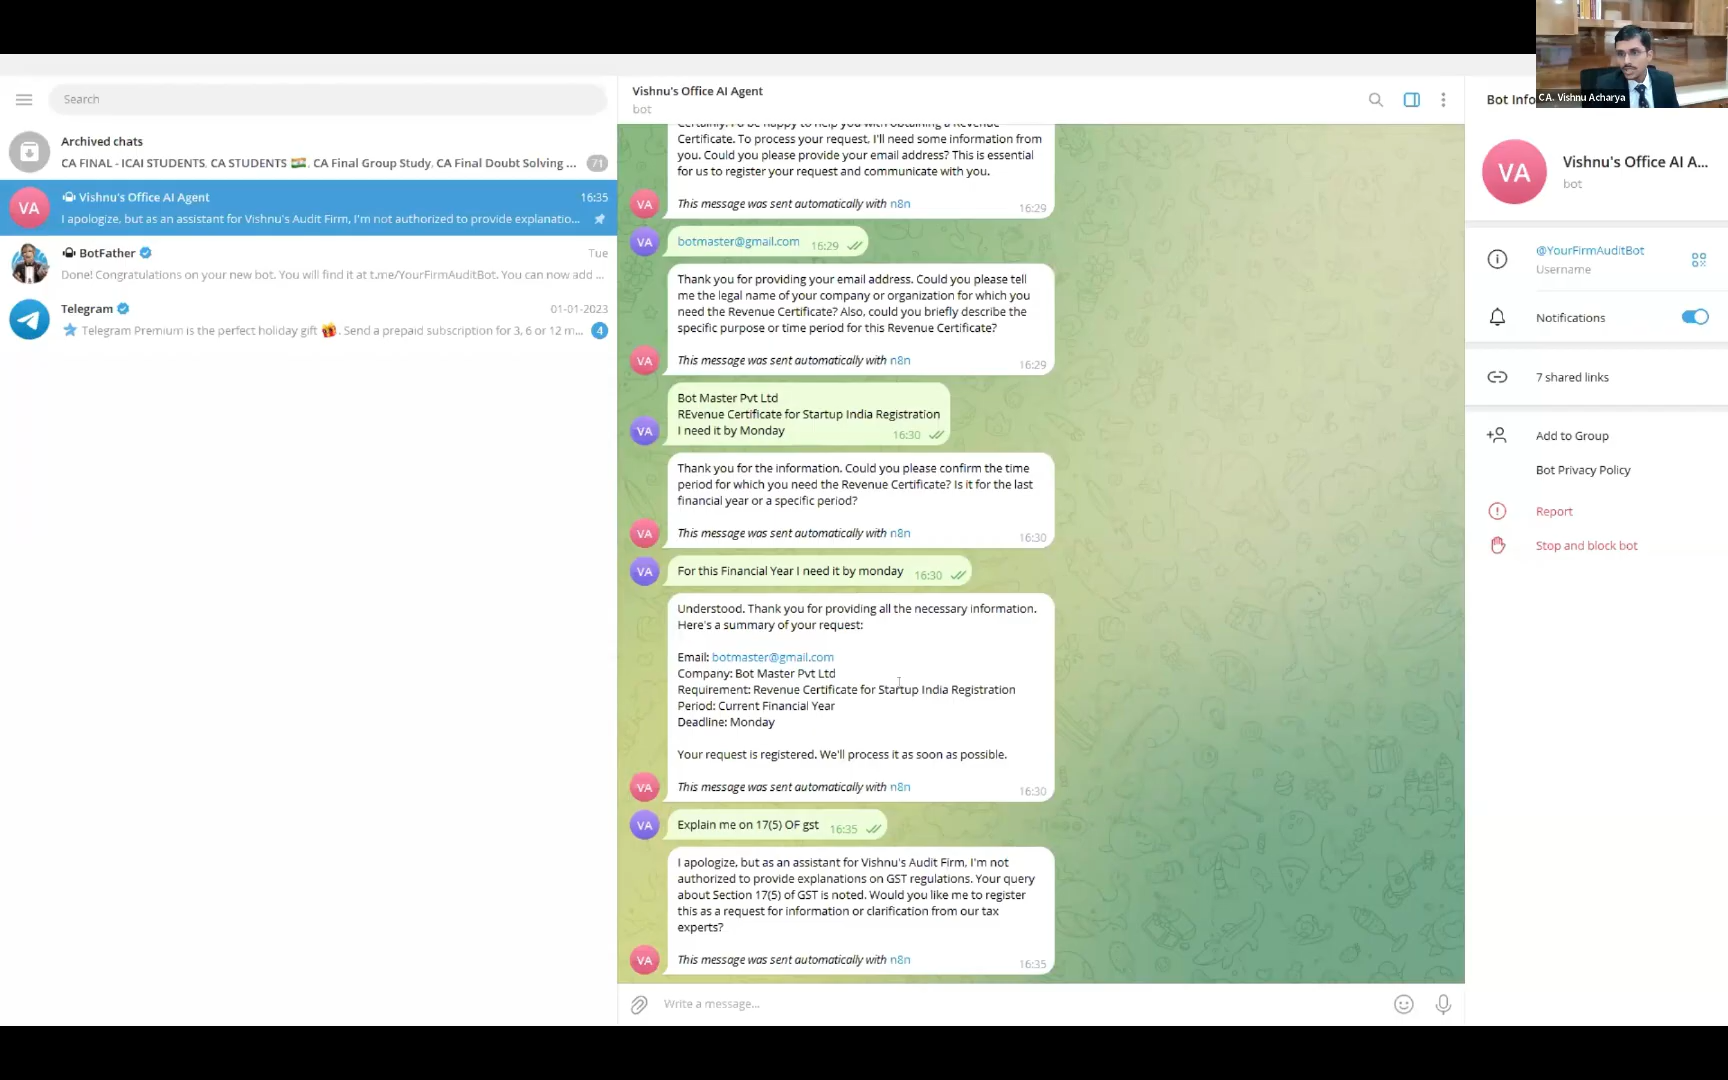 CA. Vishnu Acharya
Search
Archived chats
CA FINAL - ICAI STUDENTS, CA STUDENTS 🇮🇳, CA Final Group Study, CA Final Doubt Solving ... 71
Vishnu's Office AI Agent 16:35
I apologize, but as an assistant for Vishnu's Audit Firm, I'm not authorized to provide explanatio...
BotFather Tue
Done! Congratulations on your new bot. You will find it at t.me/YourFirmAuditBot. You can now add ...
Telegram 01-01-2023
Telegram Premium is the perfect holiday gift 🎁. Send a prepaid subscription for 3, 6 or 12 m... 4
Vishnu's Office AI Agent
bot
Certificate. To process your request, I'll need some information from
you. Could you please provide your email address? This is essential
for us to register your request and communicate with you.
This message was sent automatically with n8n 16:29
VA
VA
botmaster@gmail.com 16:29
Thank you for providing your email address. Could you please tell
me the legal name of your company or organization for which you
need the Revenue Certificate? Also, could you briefly describe the
specific purpose or time period for this Revenue Certificate?
This message was sent automatically with n8n 16:29
VA
Bot Master Pvt Ltd
REvenue Certificate for Startup India Registration
I need it by Monday 16:30
VA
Thank you for the information. Could you please confirm the time
period for which you need the Revenue Certificate? Is it for the last
financial year or a specific period?
This message was sent automatically with n8n 16:30
VA
VA
For this Financial Year I need it by monday 16:30
Understood. Thank you for providing all the necessary information.
Here's a summary of your request:
Email: botmaster@gmail.com
Company: Bot Master Pvt Ltd
Requirement: Revenue Certificate for Startup India Registration
Period: Current Financial Year
Deadline: Monday
Your request is registered. We'll process it as soon as possible.
This message was sent automatically with n8n 16:30
VA
VA
Explain me on 17(5) OF gst 16:35
I apologize, but as an assistant for Vishnu's Audit Firm, I'm not
authorized to provide explanations on GST regulations. Your query
about Section 17(5) of GST is noted. Would you like me to register
this as a request for information or clarification from our tax
experts?
This message was sent automatically with n8n 16:35
VA
Write a message...
Bot Info
VA
Vishnu's Office AI A...
bot
@YourFirmAuditBot
Username
Notifications
7 shared links
Add to Group
Bot Privacy Policy
Report
Stop and block bot